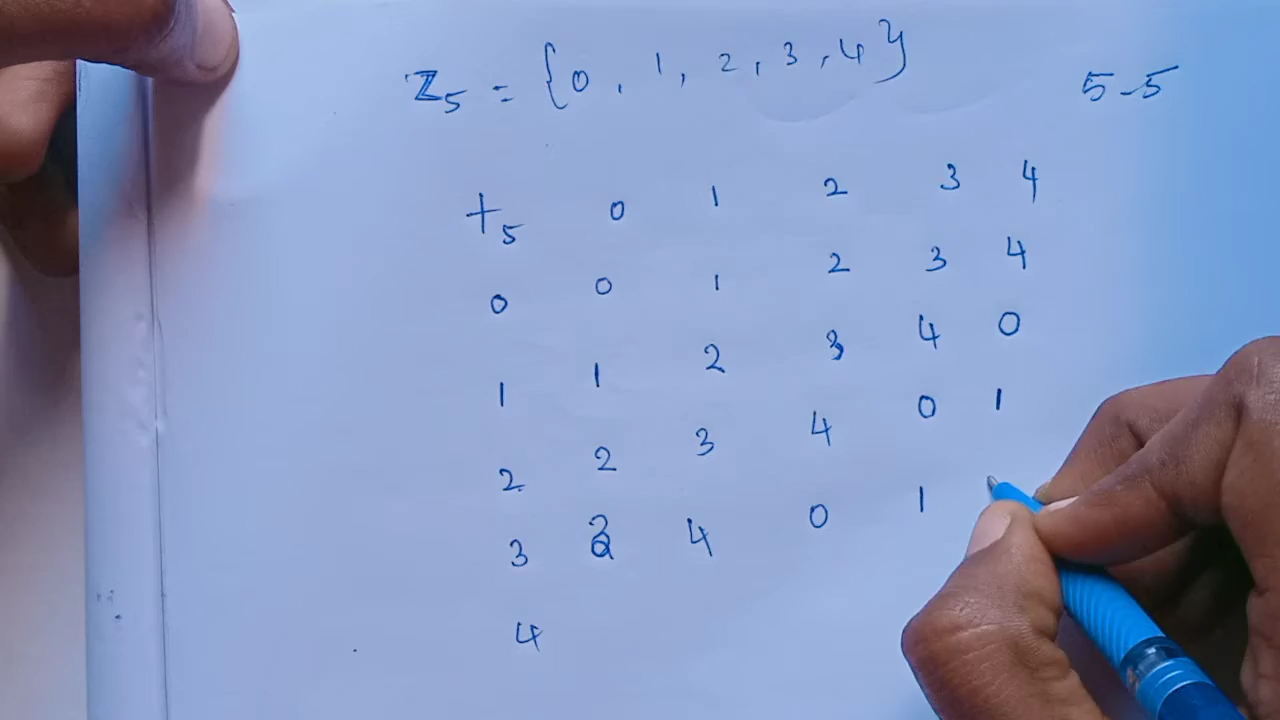 ℤ₅ = {0, 1, 2, 3, 4}
5-5
+₅ 0 1 2 3 4
0 0 1 2 3 4
1 1 2 3 4 0
2 2 3 4 0 1
3 3 4 0 1
4